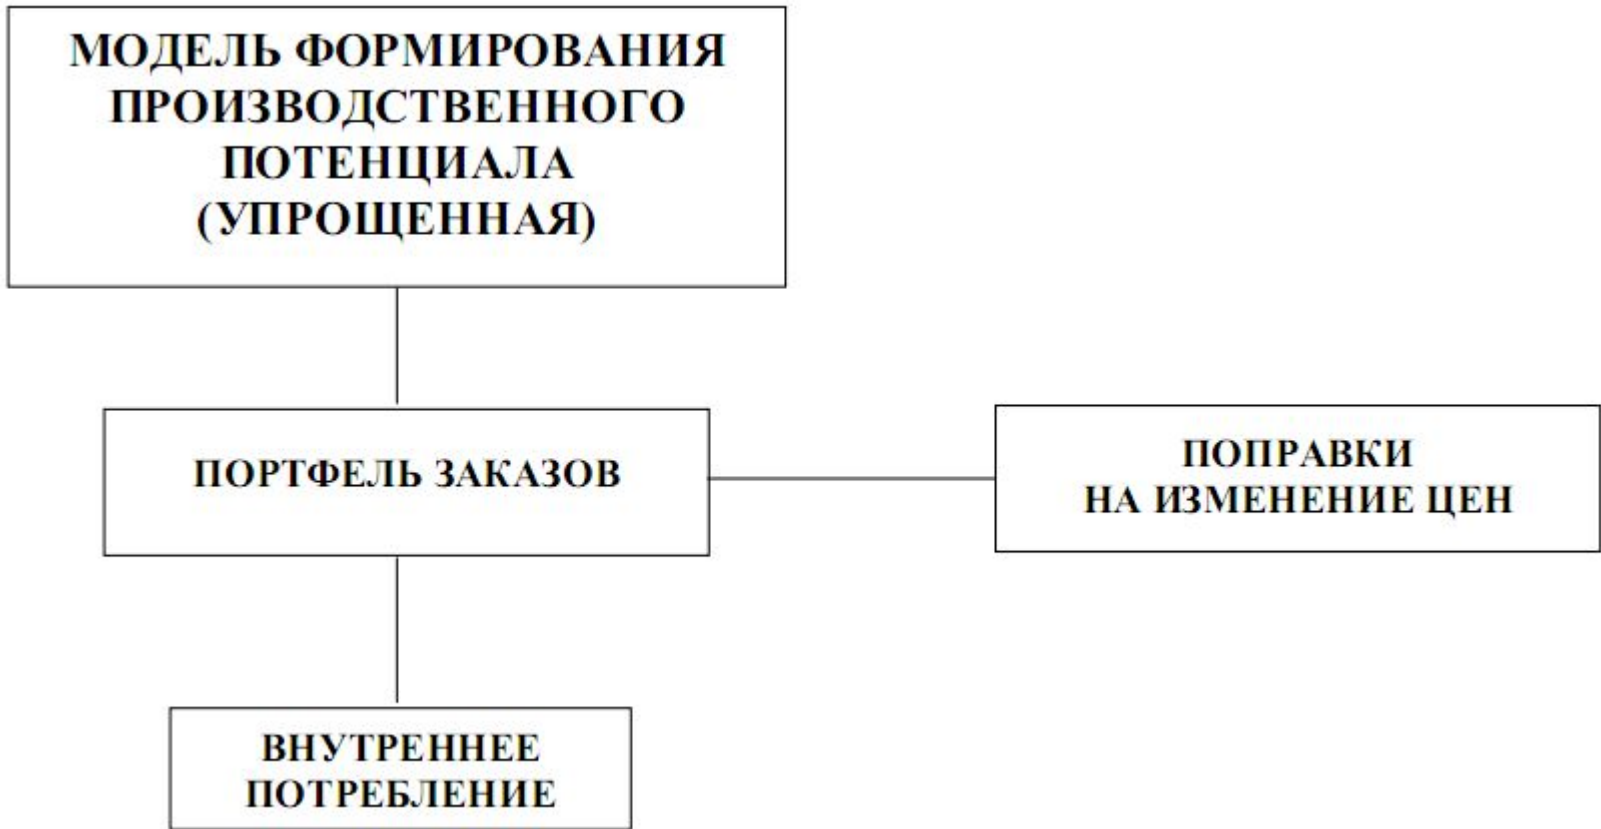 МОДЕЛЬ ФОРМИРОВАНИЯ
ПРОИЗВОДСТВЕННОГО
ПОТЕНЦИАЛА
(УПРОЩЕННАЯ)
ПОРТФЕЛЬ ЗАКАЗОВ
ПОПРАВКИ
НА ИЗМЕНЕНИЕ ЦЕН
ВНУТРЕННЕЕ
ПОТРЕБЛЕНИЕ